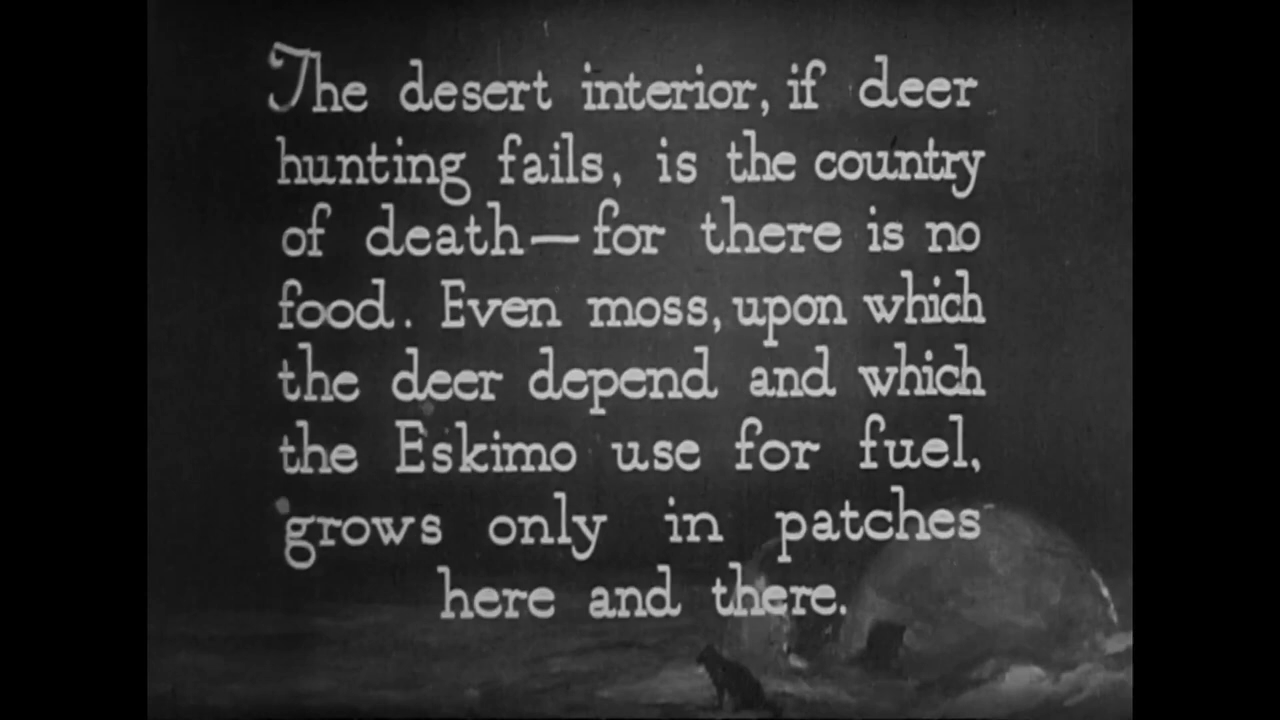 The desert interior, if deer
hunting fails, is the country
of death—for there is no
food. Even moss, upon which
the deer depend and which
the Eskimo use for fuel,
grows only in patches
here and there.